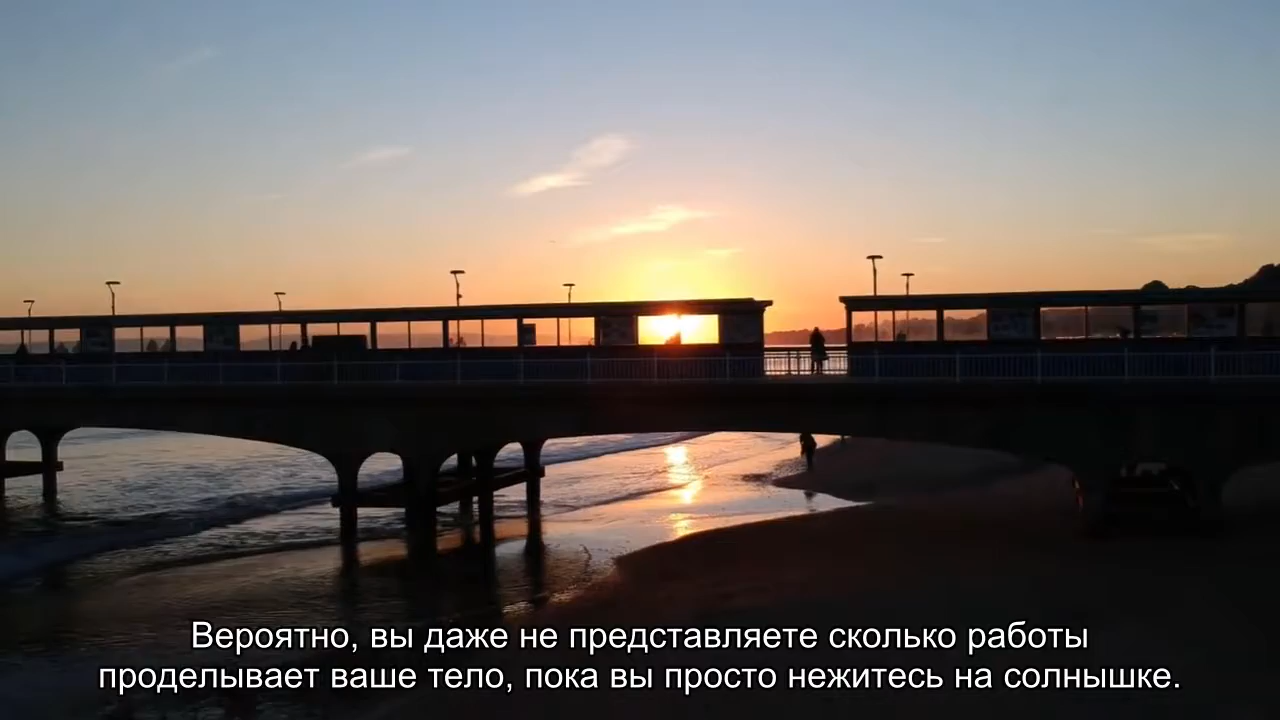 Вероятно, вы даже не представляете сколько работы
проделывает ваше тело, пока вы просто нежитесь на солнышке.